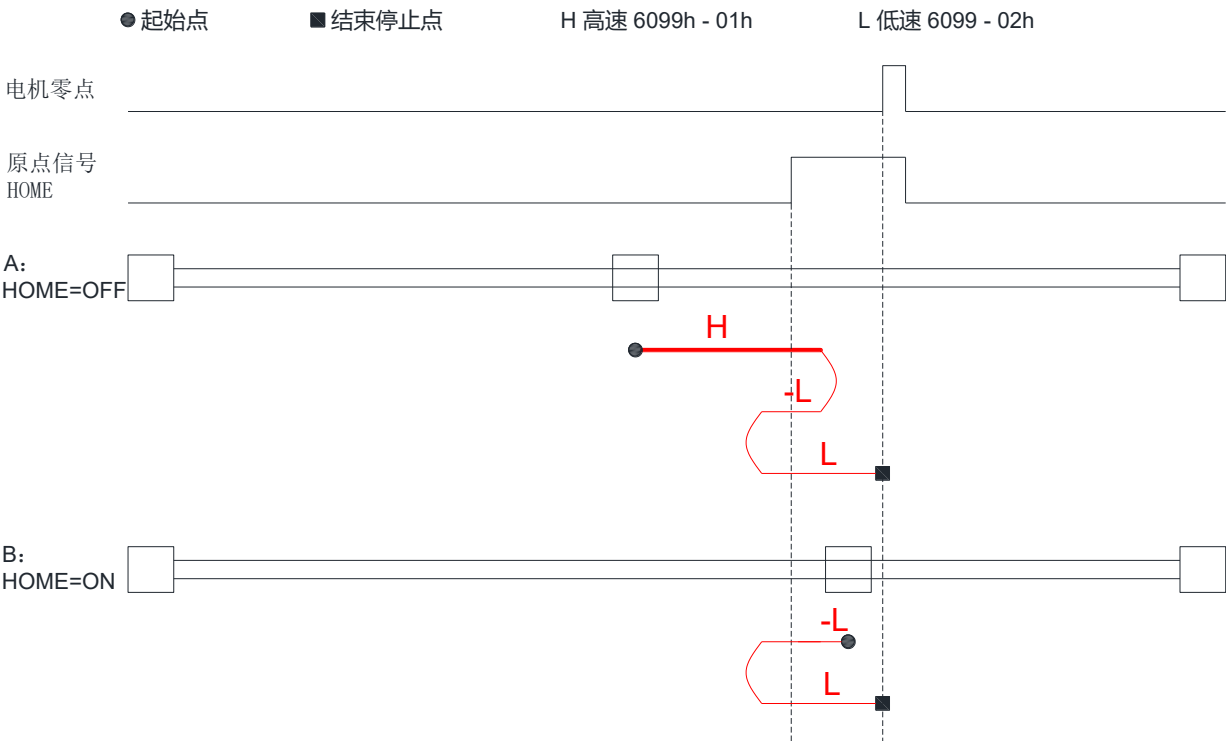 起始点 结束停止点 H 高速 6099h - 01h L 低速 6099 - 02h
电机零点
原点信号
HOME
A：
HOME=OFF
H
-L
L
B：
HOME=ON
-L
L